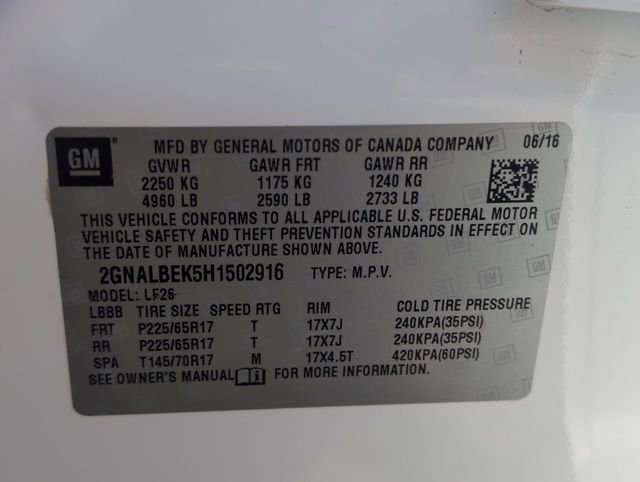 GM
MFD BY GENERAL MOTORS OF CANADA COMPANY 06/16
GVWR GAWR FRT GAWR RR
2250 KG 1175 KG 1240 KG
4960 LB 2590 LB 2733 LB
THIS VEHICLE CONFORMS TO ALL APPLICABLE U.S. FEDERAL MOTOR
VEHICLE SAFETY AND THEFT PREVENTION STANDARDS IN EFFECT ON
THE DATE OF MANUFACTURE SHOWN ABOVE.
2GNALBEK5H1502916 TYPE: M.P.V.
MODEL: LF26
LBBB TIRE SIZE SPEED RTG RIM COLD TIRE PRESSURE
FRT P225/65R17 T 17X7J 240KPA(35PSI)
RR P225/65R17 T 17X7J 240KPA(35PSI)
SPA T145/70R17 M 17X4.5T 420KPA(60PSI)
SEE OWNER'S MANUAL FOR MORE INFORMATION.